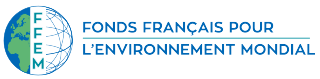 FFEM
FONDS FRANÇAIS POUR
L'ENVIRONNEMENT MONDIAL